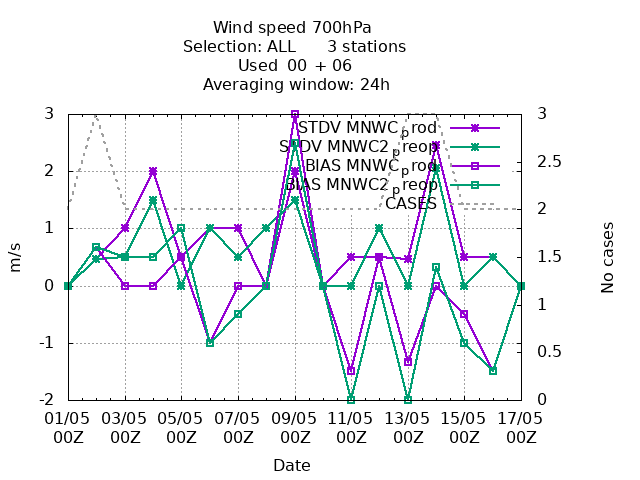 Wind speed 700hPa
Selection: ALL 3 stations
Used 00 + 06
Averaging window: 24h
STDV MNWC_prod
STDV MNWC2_preop
BIAS MNWC_prod
BIAS MNWC2_preop
CASES
3
2
1
0
-1
-2
m/s
3
2.5
2
1.5
1
0.5
0
No cases
01/05 03/05 05/05 07/05 09/05 11/05 13/05 15/05 17/05
00Z 00Z 00Z 00Z 00Z 00Z 00Z 00Z 00Z
Date